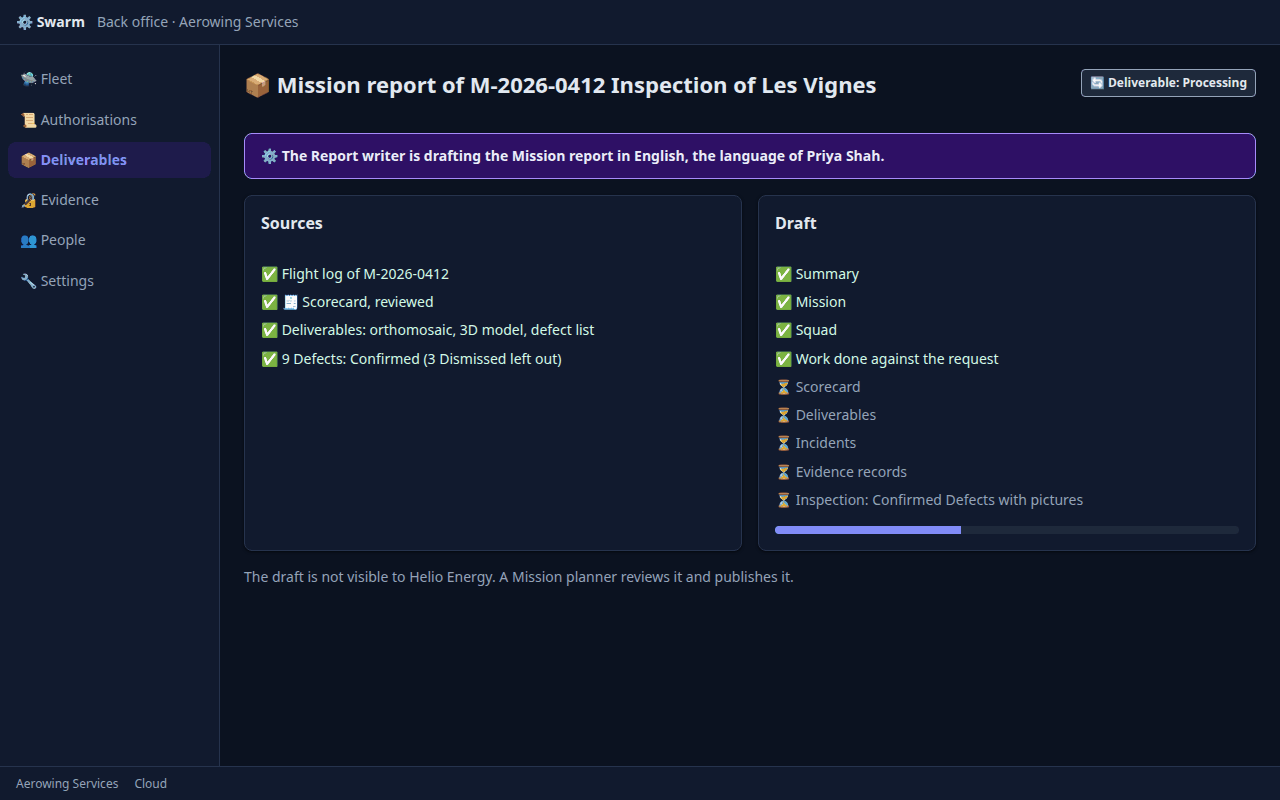 ⚙️ Swarm Back office · Aerowing Services
🛸 Fleet
📜 Authorisations
📦 Deliverables
🔏 Evidence
👥 People
🔧 Settings
📦 Mission report of M-2026-0412 Inspection of Les Vignes
🔄 Deliverable: Processing
⚙️ The Report writer is drafting the Mission report in English, the language of Priya Shah.
Sources
✅ Flight log of M-2026-0412
✅ 🧾 Scorecard, reviewed
✅ Deliverables: orthomosaic, 3D model, defect list
✅ 9 Defects: Confirmed (3 Dismissed left out)
Draft
✅ Summary
✅ Mission
✅ Squad
✅ Work done against the request
⏳ Scorecard
⏳ Deliverables
⏳ Incidents
⏳ Evidence records
⏳ Inspection: Confirmed Defects with pictures
The draft is not visible to Helio Energy. A Mission planner reviews it and publishes it.
Aerowing Services Cloud